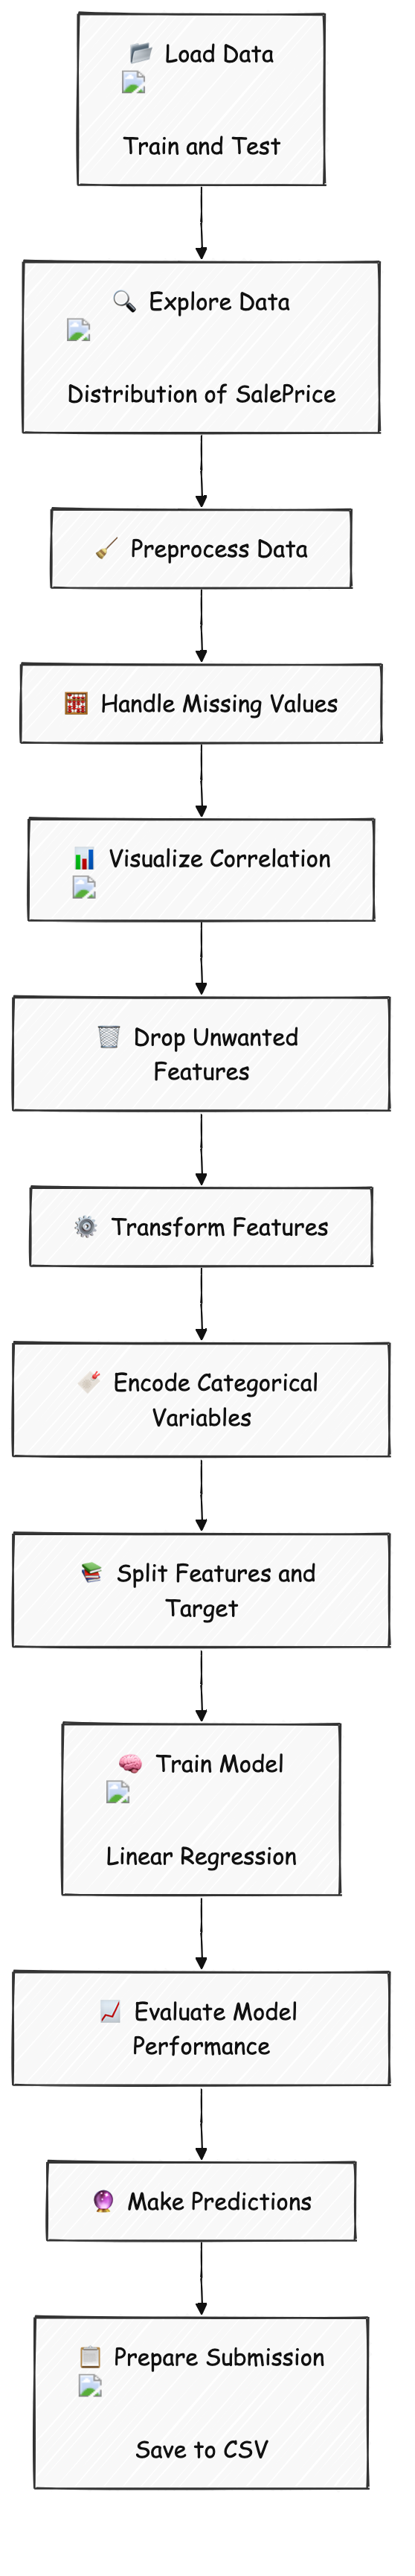 Load Data
Train and Test
Explore Data
Distribution of SalePrice
Preprocess Data
Handle Missing Values
Visualize Correlation
Drop Unwanted
Features
Transform Features
Encode Categorical
Variables
Split Features and
Target
Train Model
Linear Regression
Evaluate Model
Performance
Make Predictions
Prepare Submission
Save to CSV